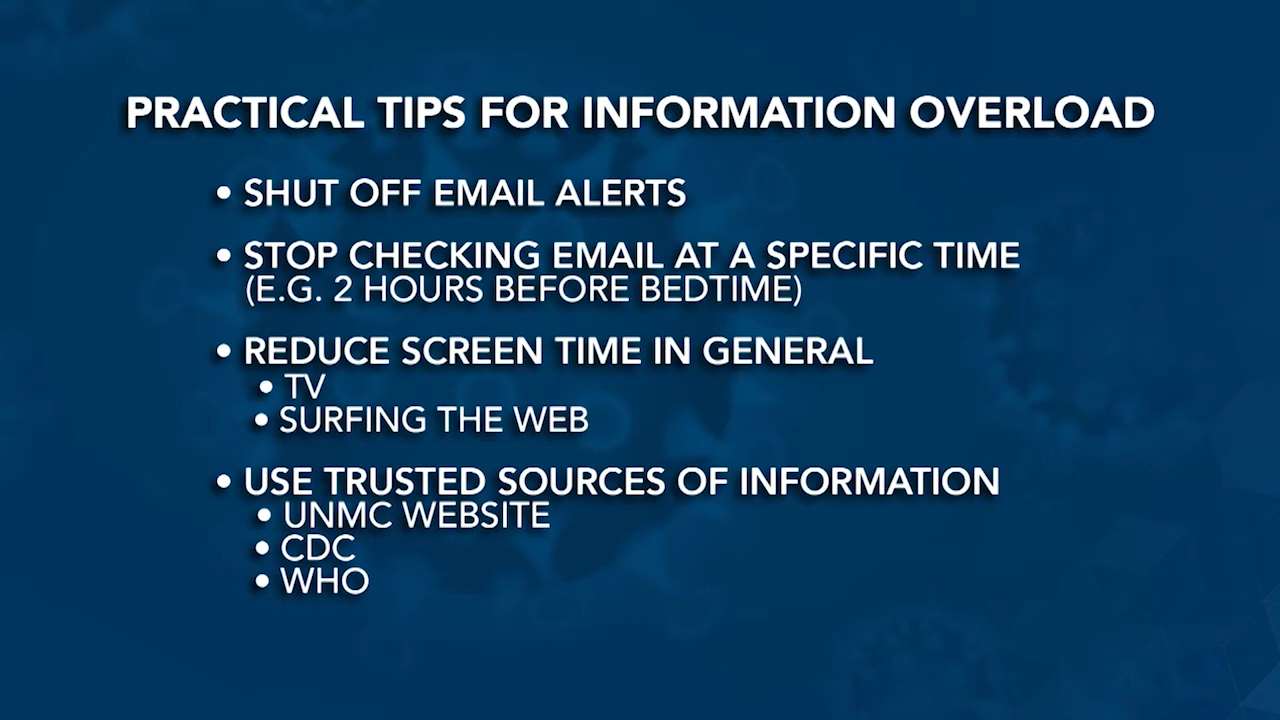 PRACTICAL TIPS FOR INFORMATION OVERLOAD
• SHUT OFF EMAIL ALERTS
• STOP CHECKING EMAIL AT A SPECIFIC TIME
(E.G. 2 HOURS BEFORE BEDTIME)
• REDUCE SCREEN TIME IN GENERAL
• TV
• SURFING THE WEB
• USE TRUSTED SOURCES OF INFORMATION
• UNMC WEBSITE
• CDC
• WHO